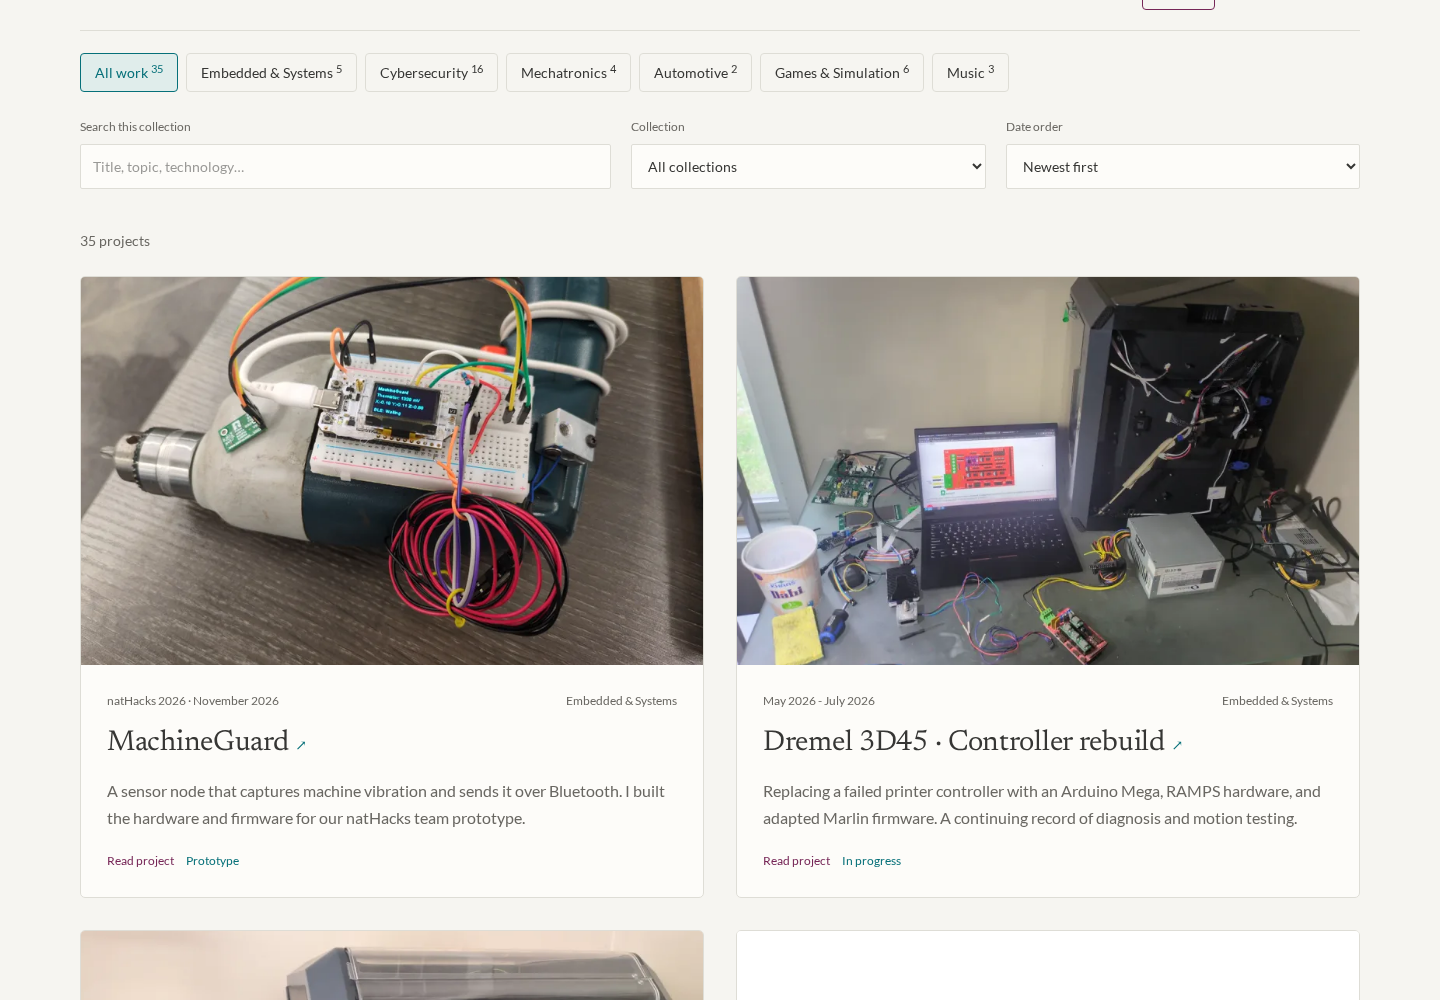 All work 35
Embedded & Systems 5
Cybersecurity 16
Mechatronics 4
Automotive 2
Games & Simulation 6
Music 3
Search this collection
Collection
Date order
Title, topic, technology...
All collections
Newest first
35 projects
natHacks 2026 · November 2026
Embedded & Systems
MachineGuard ↗
A sensor node that captures machine vibration and sends it over Bluetooth. I built
the hardware and firmware for our natHacks team prototype.
Read project
Prototype
May 2026 - July 2026
Embedded & Systems
Dremel 3D45 · Controller rebuild ↗
Replacing a failed printer controller with an Arduino Mega, RAMPS hardware, and
adapted Marlin firmware. A continuing record of diagnosis and motion testing.
Read project
In progress